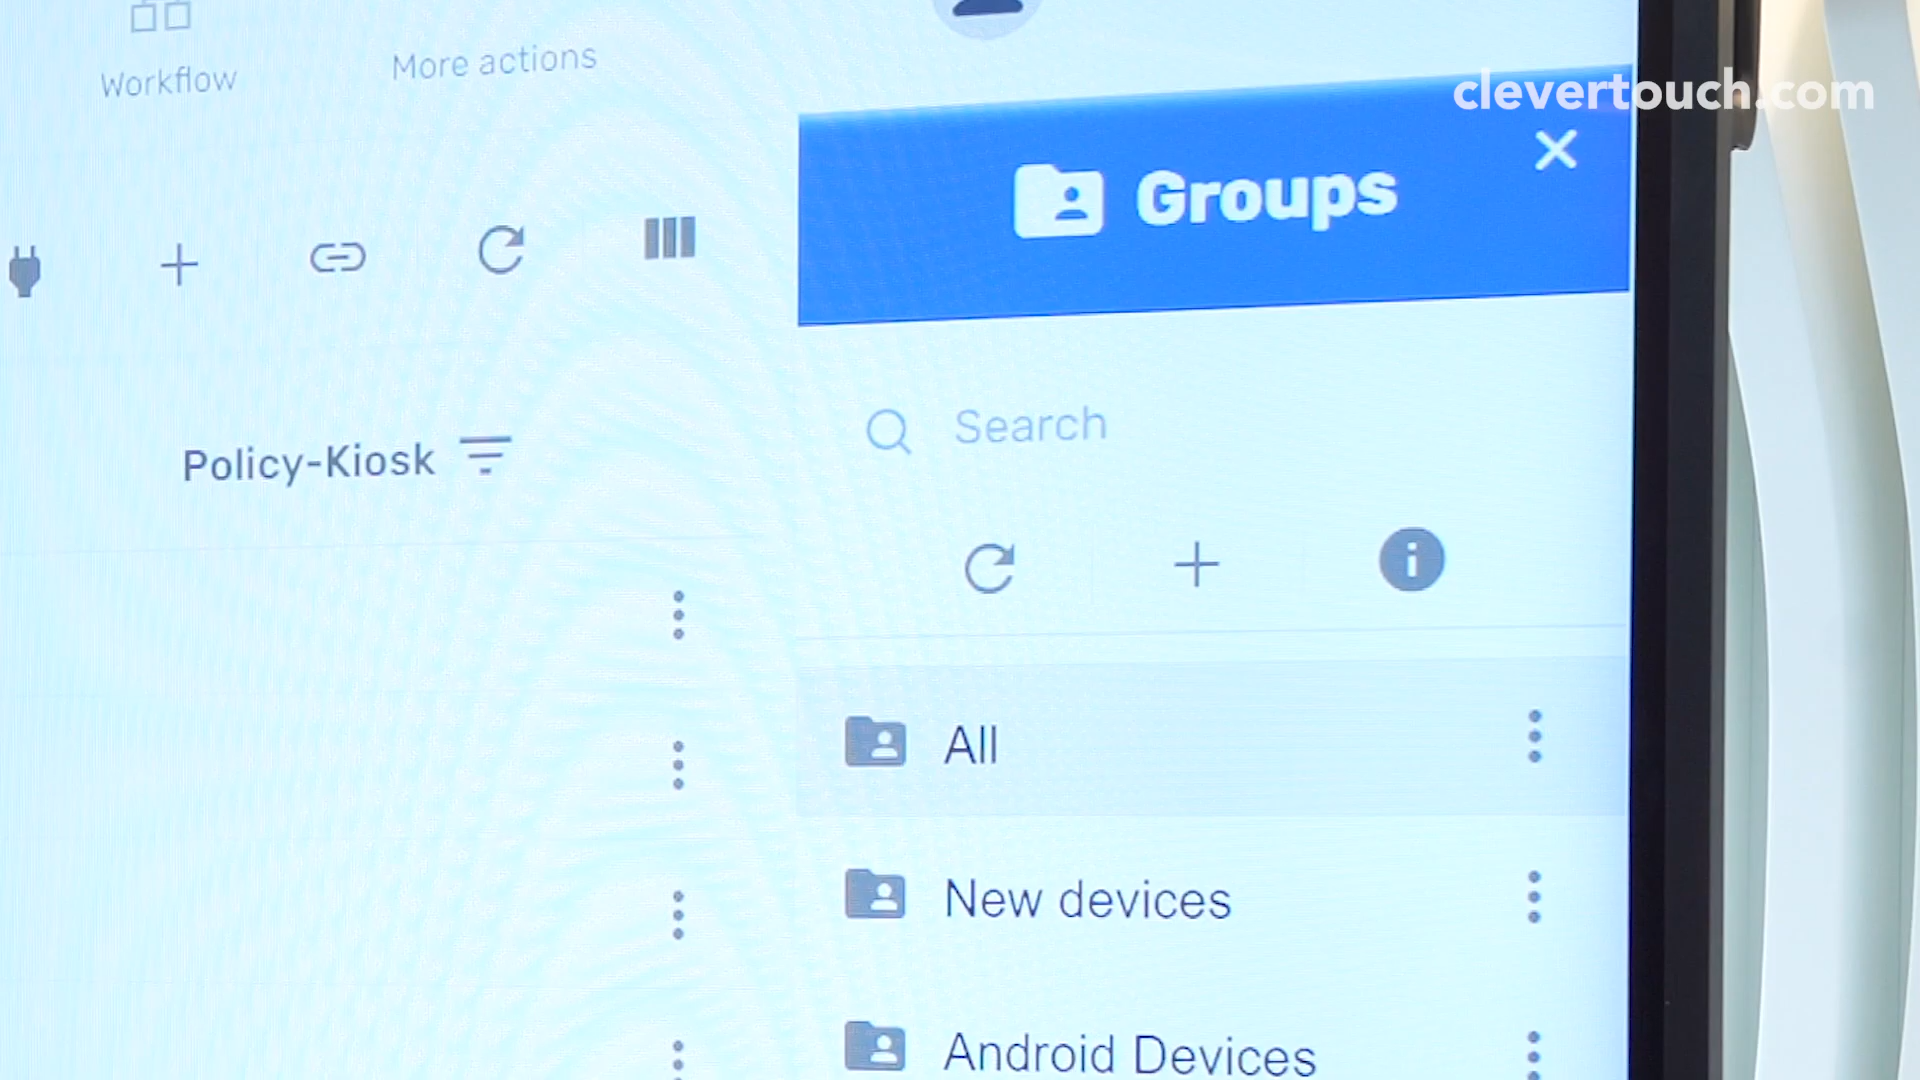 Workflow
More actions
clevertouch.com
Groups
Policy-Kiosk
Search
All
New devices
Android Devices